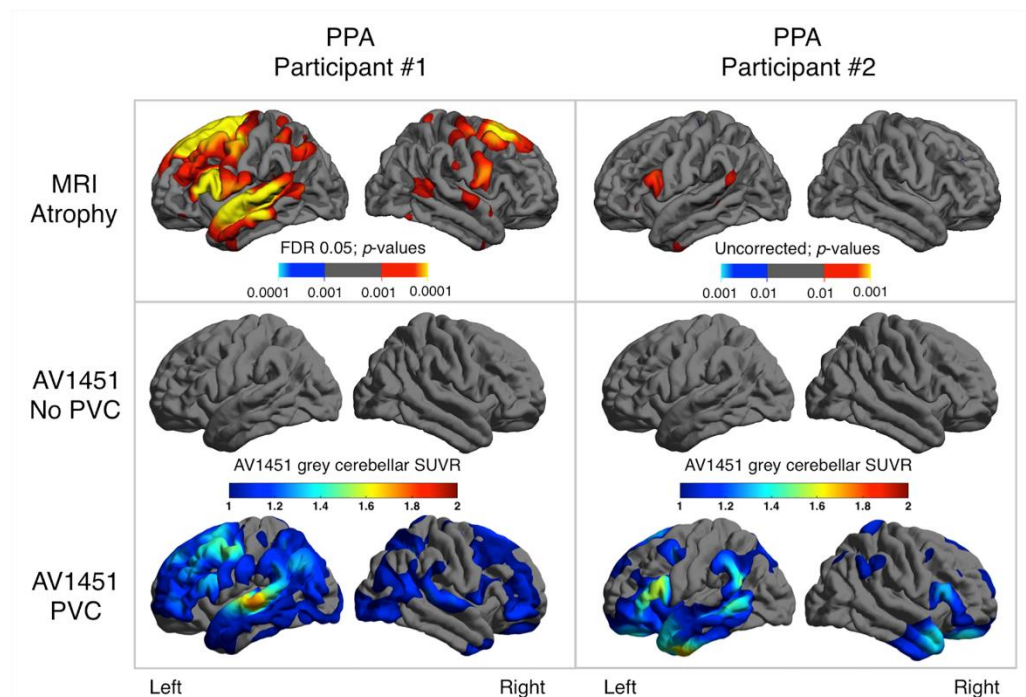 PPA
Participant #1
PPA
Participant #2
MRI
Atrophy
FDR 0.05; p-values
0.0001 0.001 0.001 0.0001
Uncorrected; p-values
0.001 0.01 0.01 0.001
AV1451
No PVC
AV1451 grey cerebellar SUVR
1 1.2 1.4 1.6 1.8 2
AV1451 grey cerebellar SUVR
1 1.2 1.4 1.6 1.8 2
AV1451
PVC
Left Right Left Right